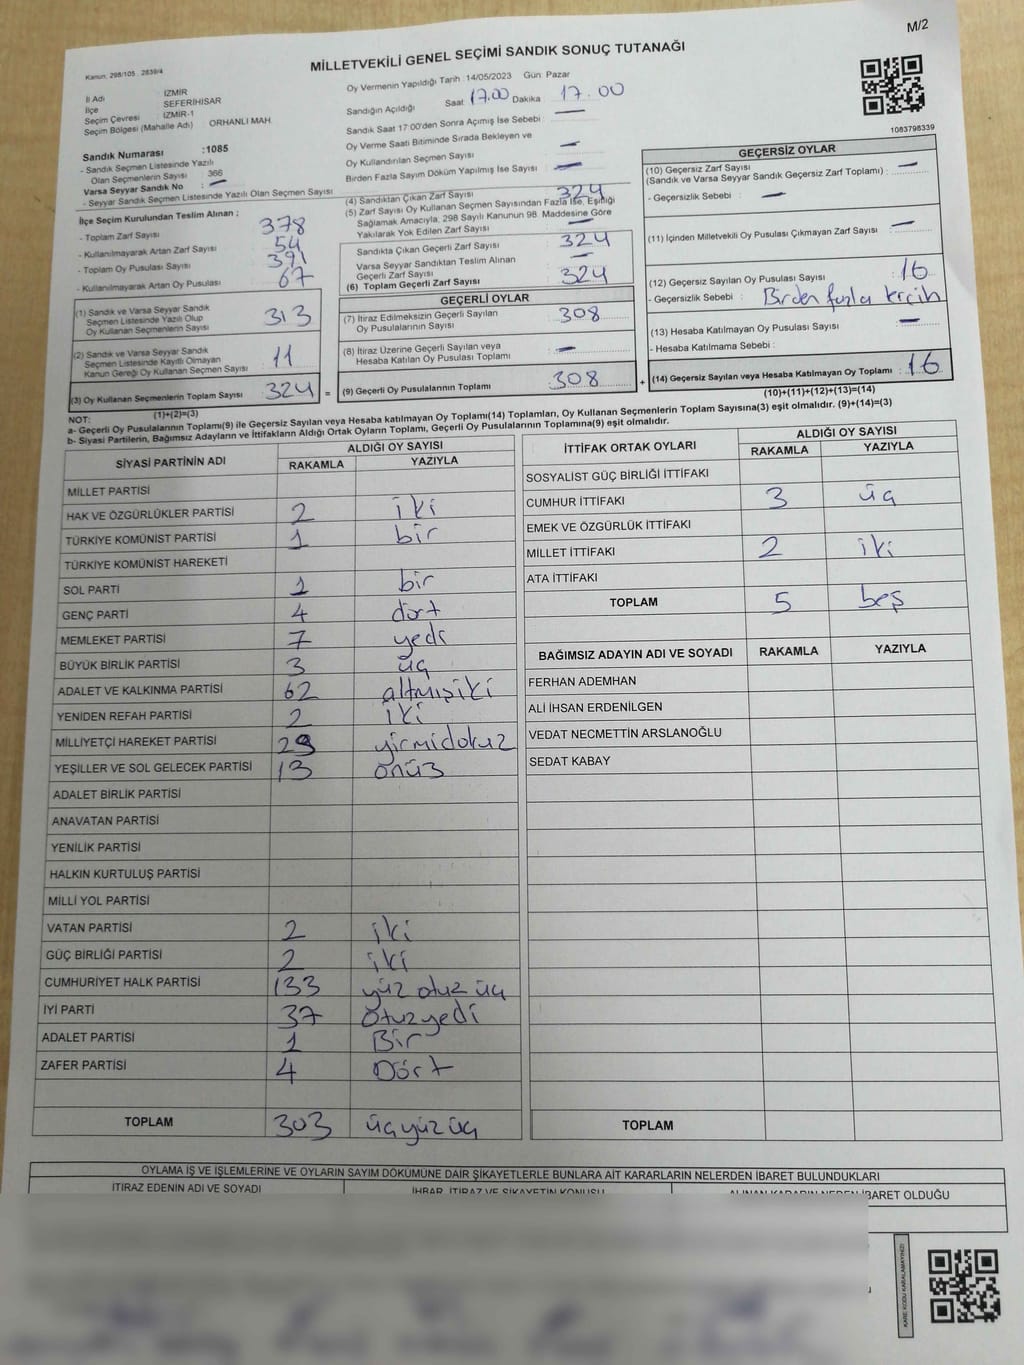 M/2
Kanun, 298/105 , 2839/4
MİLLETVEKİLİ GENEL SEÇİMİ SANDIK SONUÇ TUTANAĞI
İl Adı İZMİR
İlçe SEFERİHİSAR
Seçim Çevresi : İZMİR-1
Seçim Bölgesi (Mahalle Adı) ORHANLI MAH.
Sandık Numarası :1085
- Sandık Seçmen Listesinde Yazılı
Olan Seçmenlerin Sayısı 366
Varsa Seyyar Sandık No : —
- Seyyar Sandık Seçmen Listesinde Yazılı Olan Seçmen Sayısı
Oy Vermenin Yapıldığı Tarih :14/05/2023 Gün: Pazar
Sandığın Açıldığı Saat 17.00 Dakika 17.00
Sandık Saat 17:00'den Sonra Açımış İse Sebebi : —
Oy Verme Saati Bitiminde Sırada Bekleyen ve
Oy Kullandırılan Seçmen Sayısı —
Birden Fazla Sayım Döküm Yapılmış İse Sayısı : —
1083798339
İlçe Seçim Kurulundan Teslim Alınan ;
- Toplam Zarf Sayısı 378
- Kullanılmayarak Artan Zarf Sayısı 54
- Toplam Oy Pusulası Sayısı 391
- Kullanılmayarak Artan Oy Pusulası 67
(1) Sandık ve Varsa Seyyar Sandık
Seçmen Listesinde Yazılı Olup
Oy Kullanan Seçmenlerin Sayısı 313
(2) Sandık ve Varsa Seyyar Sandık
Seçmen Listesinde Kayıtlı Olmayan
Kanun Gereği Oy Kullanan Seçmen Sayısı 11
(3) Oy Kullanan Seçmenlerin Toplam Sayısı 324
(1)+(2)=(3)
(4) Sandıktan Çıkan Zarf Sayısı 324
(5) Zarf Sayısı Oy Kullanan Seçmen Sayısından Fazla İse, Eşitliği
Sağlamak Amacıyla, 298 Sayılı Kanunun 98. Maddesine Göre
Yakılarak Yok Edilen Zarf Sayısı : —
Sandıkta Çıkan Geçerli Zarf Sayısı : 324
Varsa Seyyar Sandıktan Teslim Alınan
Geçerli Zarf Sayısı —
(6) Toplam Geçerli Zarf Sayısı : 324
GEÇERLİ OYLAR
(7) İtiraz Edilmeksizin Geçerli Sayılan
Oy Pusulalarının Sayısı : 308
(8) İtiraz Üzerine Geçerli Sayılan veya
Hesaba Katılan Oy Pusulası Toplamı : —
= (9) Geçerli Oy Pusulalarının Toplamı : 308
GEÇERSİZ OYLAR
(10) Geçersiz Zarf Sayısı
(Sandık ve Varsa Seyyar Sandık Geçersiz Zarf Toplamı) : —
- Geçersizlik Sebebi : —
(11) İçinden Milletvekili Oy Pusulası Çıkmayan Zarf Sayısı : —
(12) Geçersiz Sayılan Oy Pusulası Sayısı : 16
- Geçersizlik Sebebi : Birden fazla tercih
(13) Hesaba Katılmayan Oy Pusulası Sayısı : —
- Hesaba Katılmama Sebebi :
+ (14) Geçersiz Sayılan veya Hesaba Katılmayan Oy Toplamı : 16
(10)+(11)+(12)+(13)=(14)
NOT:
a- Geçerli Oy Pusulalarının Toplamı(9) ile Geçersiz Sayılan veya Hesaba katılmayan Oy Toplamı(14) Toplamları, Oy Kullanan Seçmenlerin Toplam Sayısına(3) eşit olmalıdır. (9)+(14)=(3)
b- Siyasi Partilerin, Bağımsız Adayların ve İttifakların Aldığı Ortak Oyların Toplamı, Geçerli Oy Pusulalarının Toplamına(9) eşit olmalıdır.
SİYASİ PARTİNİN ADI ALDIĞI OY SAYISI
RAKAMLA YAZIYLA
MİLLET PARTİSİ
HAK VE ÖZGÜRLÜKLER PARTİSİ 2 iki
TÜRKİYE KOMÜNİST PARTİSİ 1 bir
TÜRKİYE KOMÜNİST HAREKETİ
SOL PARTİ 1 bir
GENÇ PARTİ 4 dört
MEMLEKET PARTİSİ 7 yedi
BÜYÜK BİRLİK PARTİSİ 3 üç
ADALET VE KALKINMA PARTİSİ 62 altmışiki
YENİDEN REFAH PARTİSİ 2 iki
MİLLİYETÇİ HAREKET PARTİSİ 29 yirmidokuz
YEŞİLLER VE SOL GELECEK PARTİSİ 13 onüz
ADALET BİRLİK PARTİSİ
ANAVATAN PARTİSİ
YENİLİK PARTİSİ
HALKIN KURTULUŞ PARTİSİ
MİLLİ YOL PARTİSİ
VATAN PARTİSİ 2 iki
GÜÇ BİRLİĞİ PARTİSİ 2 iki
CUMHURİYET HALK PARTİSİ 133 yüz otuz üç
İYİ PARTİ 37 Otuzyedi
ADALET PARTİSİ 1 Bir
ZAFER PARTİSİ 4 Dört
TOPLAM 303 üçyüzüç
İTTİFAK ORTAK OYLARI ALDIĞI OY SAYISI
RAKAMLA YAZIYLA
SOSYALİST GÜÇ BİRLİĞİ İTTİFAKI
CUMHUR İTTİFAKI 3 üç
EMEK VE ÖZGÜRLÜK İTTİFAKI
MİLLET İTTİFAKI 2 iki
ATA İTTİFAKI
TOPLAM 5 beş
BAĞIMSIZ ADAYIN ADI VE SOYADI RAKAMLA YAZIYLA
FERHAN ADEMHAN
ALİ İHSAN ERDENİLGEN
VEDAT NECMETTİN ARSLANOĞLU
SEDAT KABAY
TOPLAM
OYLAMA İŞ VE İŞLEMLERİNE VE OYLARIN SAYIM DÖKÜMÜNE DAİR ŞİKAYETLERLE BUNLARA AİT KARARLARIN NELERDEN İBARET BULUNDUKLARI
İTİRAZ EDENİN ADI VE SOYADI İHBAR, İTİRAZ VE ŞİKAYETİN KONUSU ALINAN KARARIN NEDEN İBARET OLDUĞU
KARE KODU KARALAMAYINIZ!